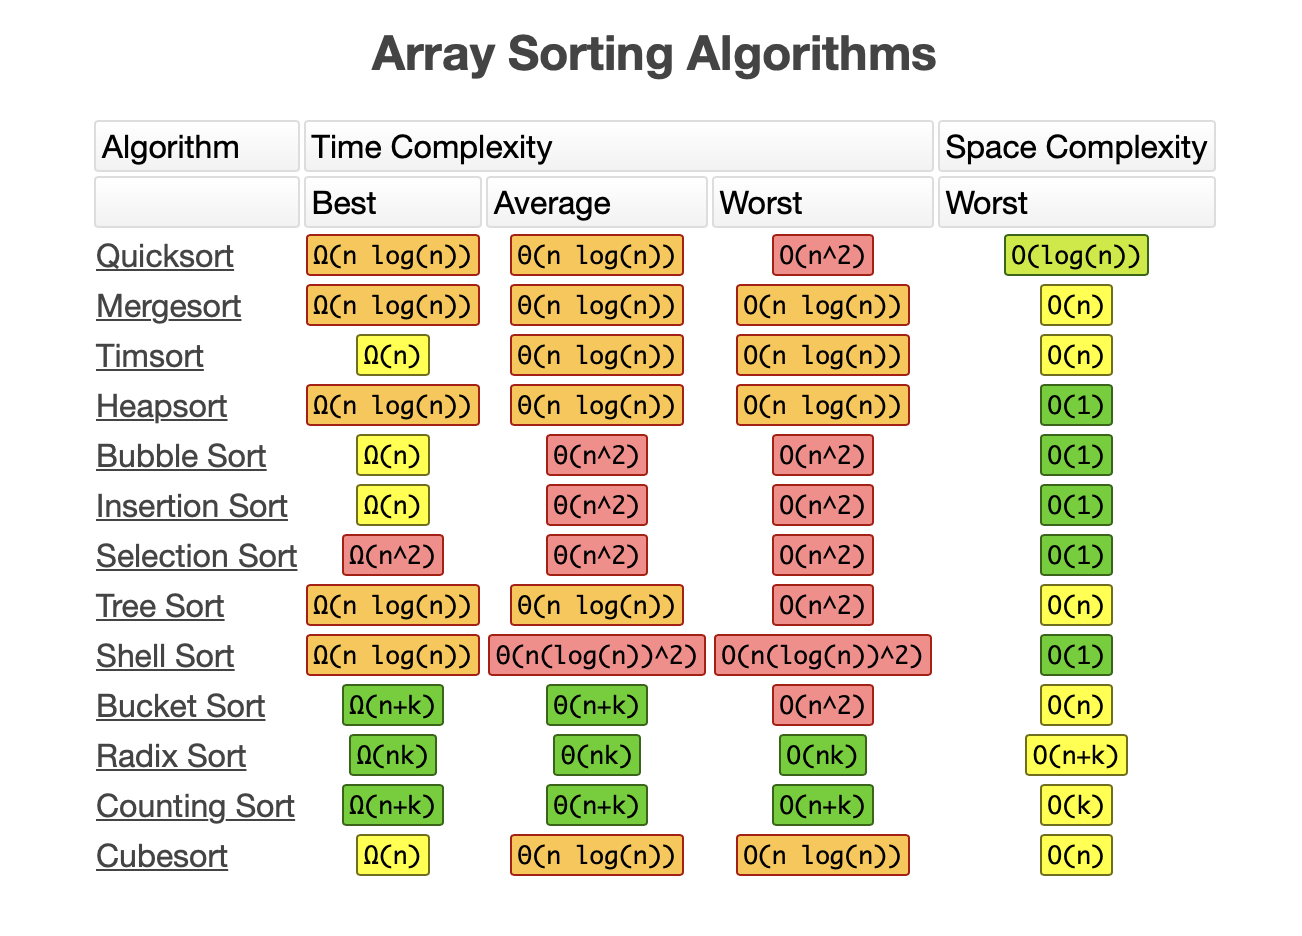 Array Sorting Algorithms
Algorithm Time Complexity Space Complexity
Best Average Worst Worst
Quicksort Ω(n log(n)) Θ(n log(n)) O(n^2) O(log(n))
Mergesort Ω(n log(n)) Θ(n log(n)) O(n log(n)) O(n)
Timsort Ω(n) Θ(n log(n)) O(n log(n)) O(n)
Heapsort Ω(n log(n)) Θ(n log(n)) O(n log(n)) O(1)
Bubble Sort Ω(n) Θ(n^2) O(n^2) O(1)
Insertion Sort Ω(n) Θ(n^2) O(n^2) O(1)
Selection Sort Ω(n^2) Θ(n^2) O(n^2) O(1)
Tree Sort Ω(n log(n)) Θ(n log(n)) O(n^2) O(n)
Shell Sort Ω(n log(n)) Θ(n(log(n))^2) O(n(log(n))^2) O(1)
Bucket Sort Ω(n+k) Θ(n+k) O(n^2) O(n)
Radix Sort Ω(nk) Θ(nk) O(nk) O(n+k)
Counting Sort Ω(n+k) Θ(n+k) O(n+k) O(k)
Cubesort Ω(n) Θ(n log(n)) O(n log(n)) O(n)